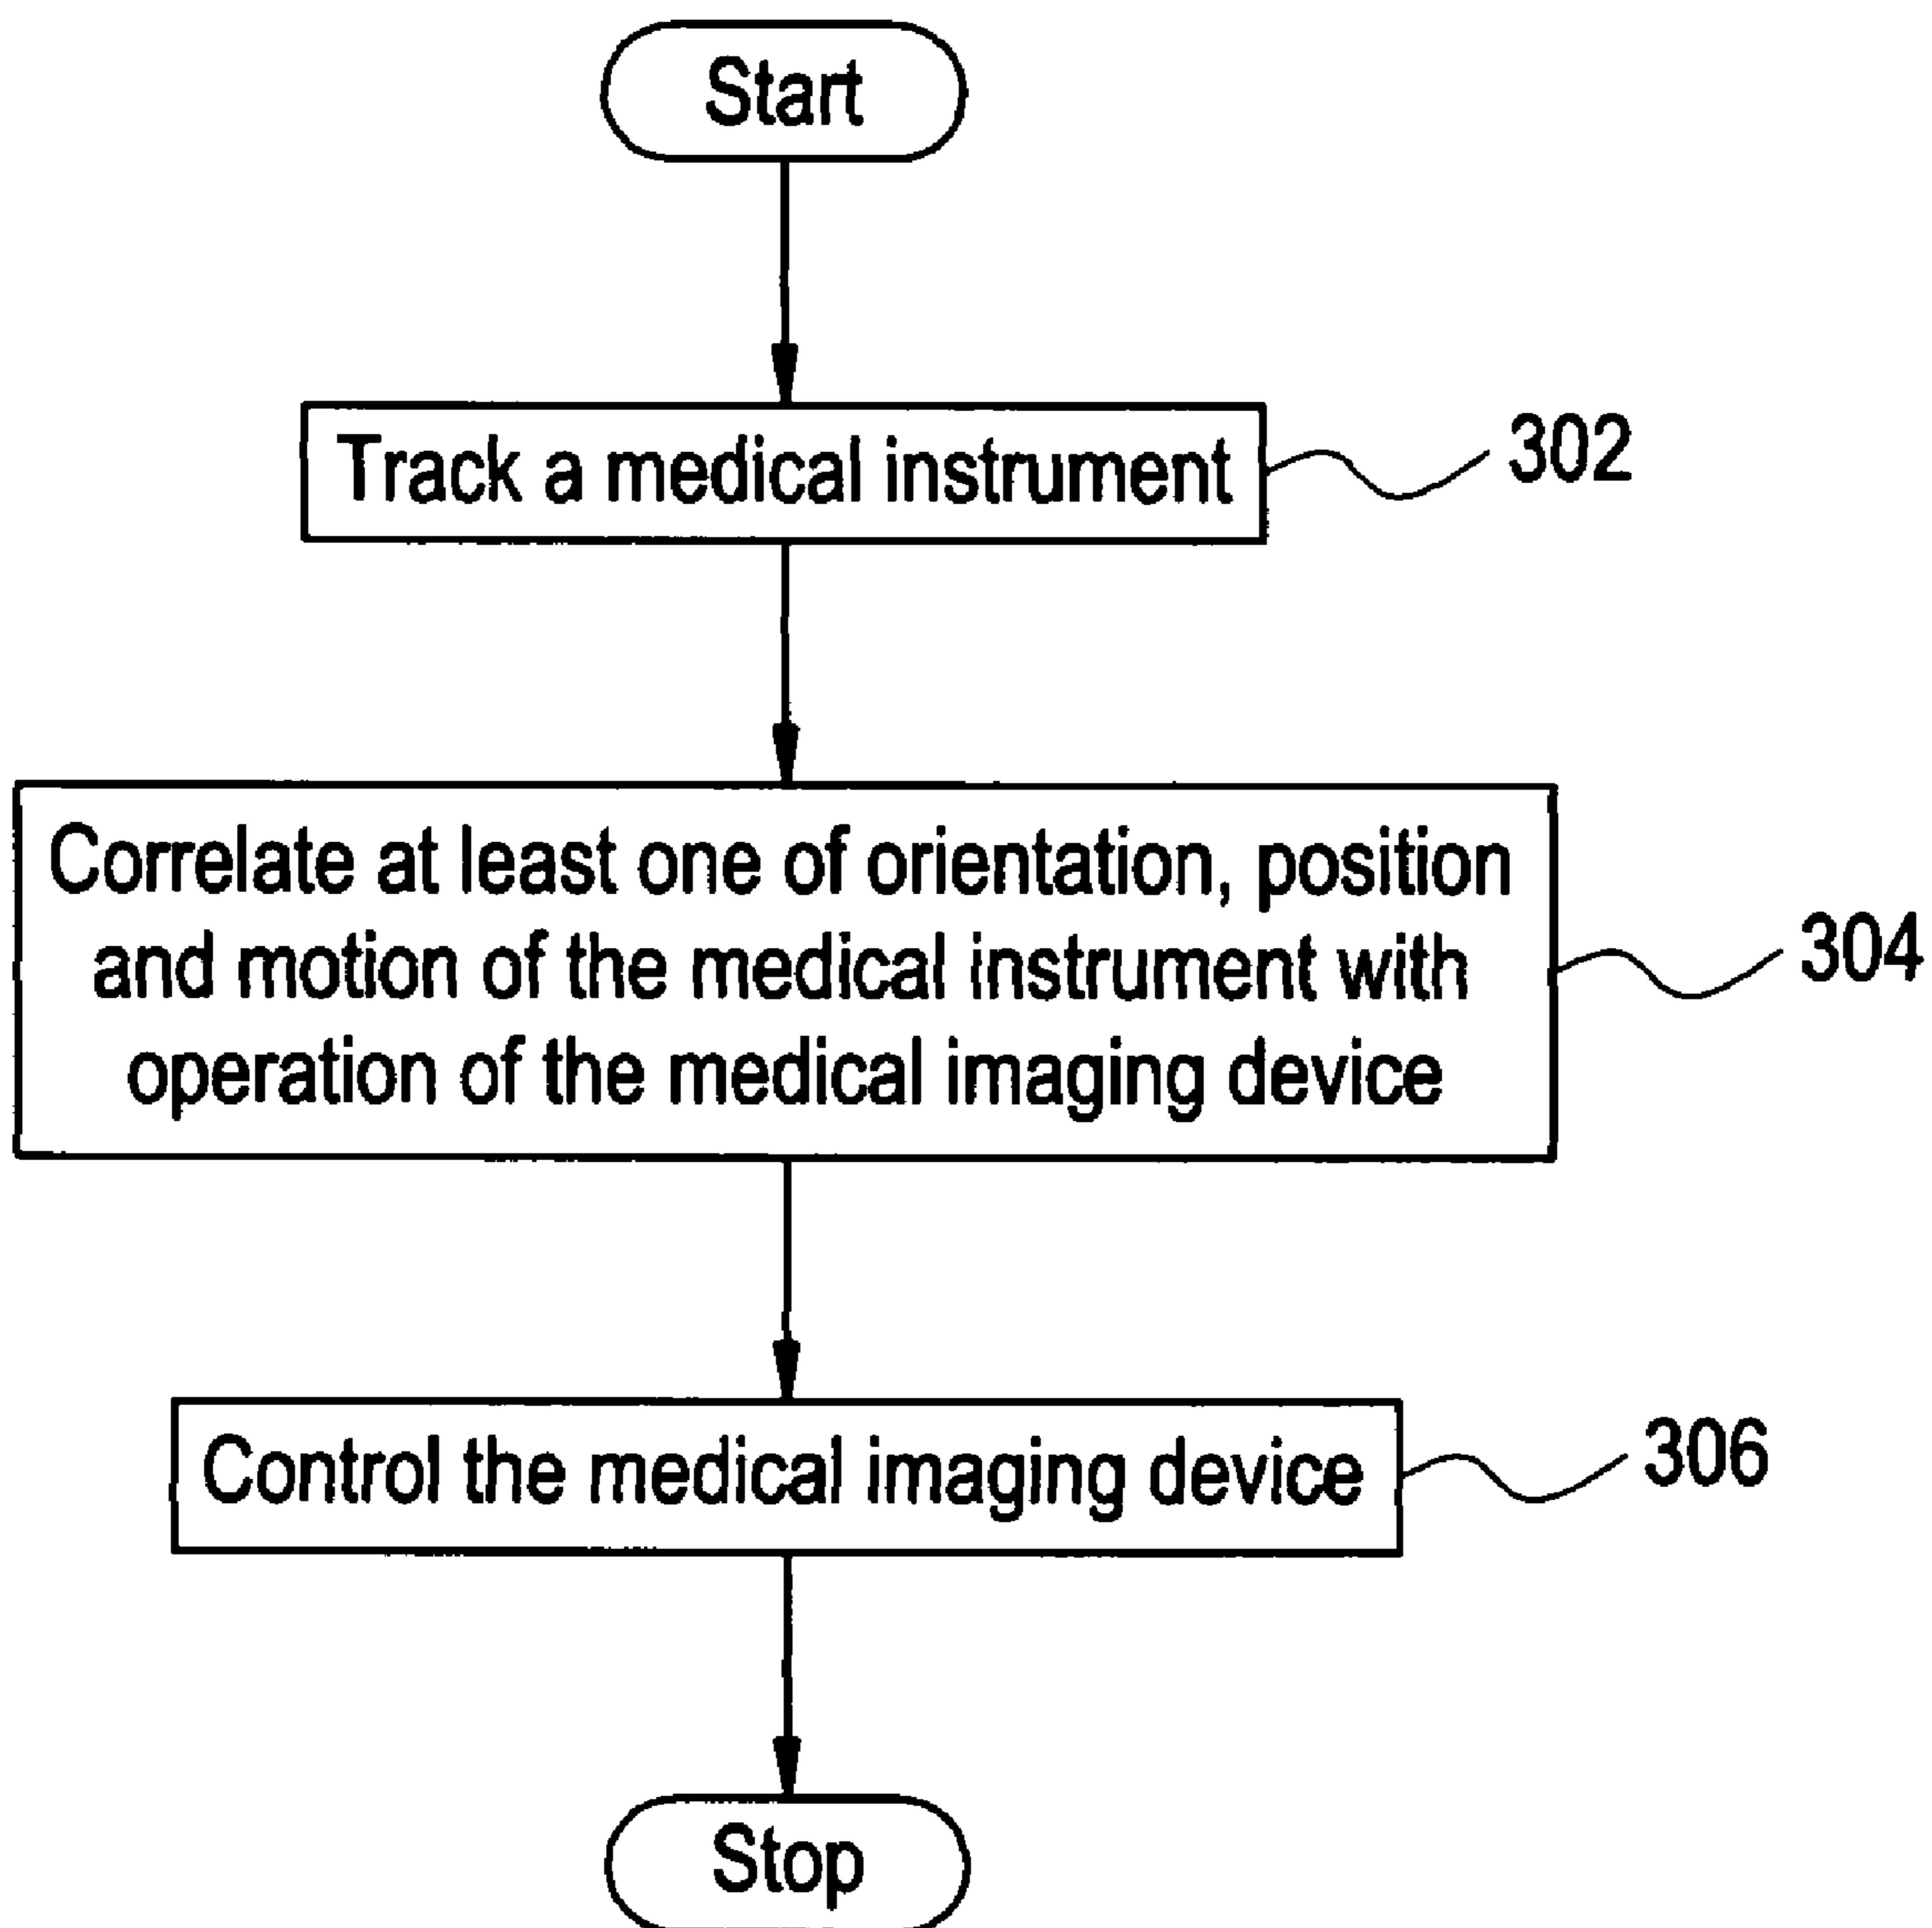 Start
Track a medical instrument
302
Correlate at least one of orientation, position
and motion of the medical instrument with
operation of the medical imaging device
304
Control the medical imaging device
306
Stop